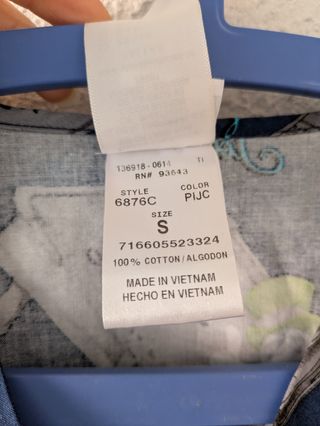 136918-0614 TI
RN# 93643
STYLE COLOR
6876C PIJC
SIZE
S
716605523324
100% COTTON/ALGODON
MADE IN VIETNAM
HECHO EN VIETNAM